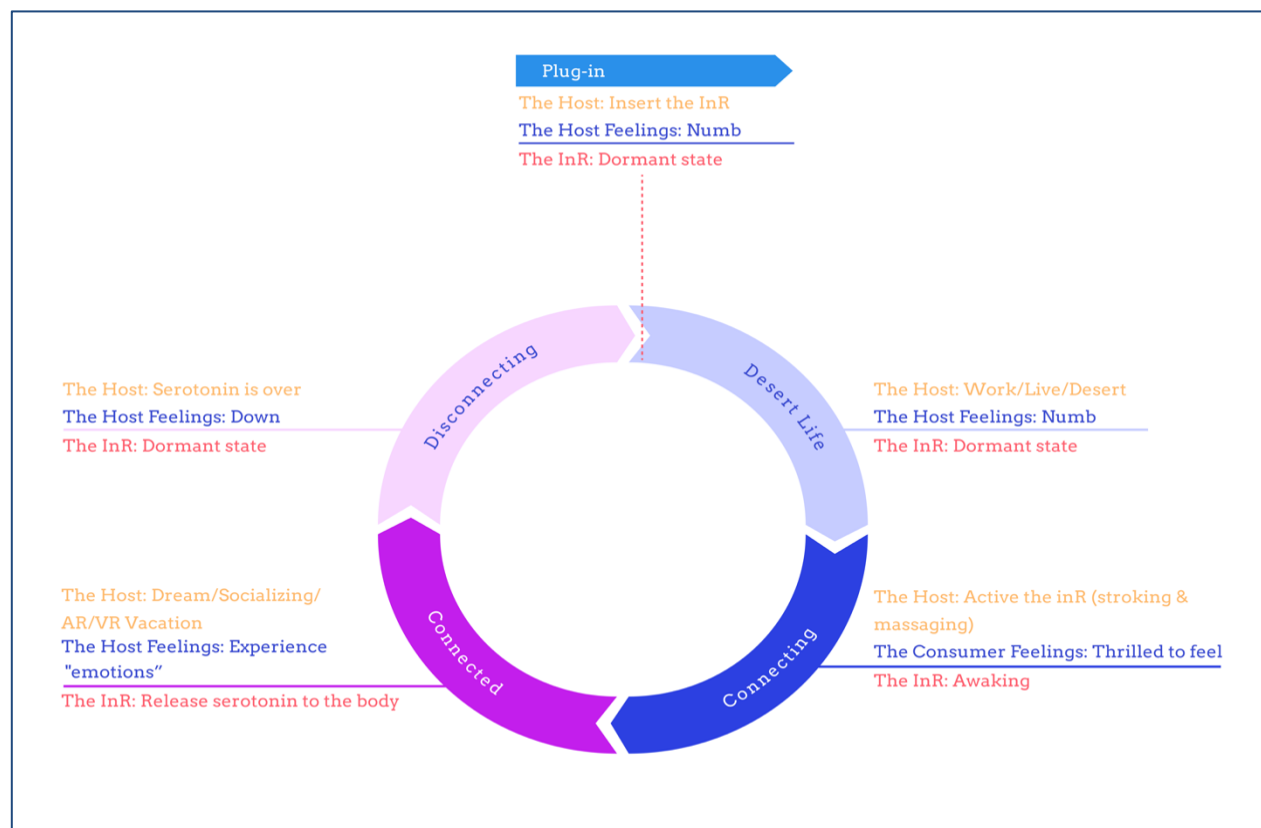 Plug-in
The Host: Insert the InR
The Host Feelings: Numb
The InR: Dormant state
Disconnecting
Desert Life
The Host: Serotonin is over
The Host Feelings: Down
The InR: Dormant state
The Host: Work/Live/Desert
The Host Feelings: Numb
The InR: Dormant state
The Host: Dream/Socializing/
AR/VR Vacation
The Host Feelings: Experience
"emotions”
The InR: Release serotonin to the body
Connected
Connecting
The Host: Active the inR (stroking &
massaging)
The Consumer Feelings: Thrilled to feel
The InR: Awaking